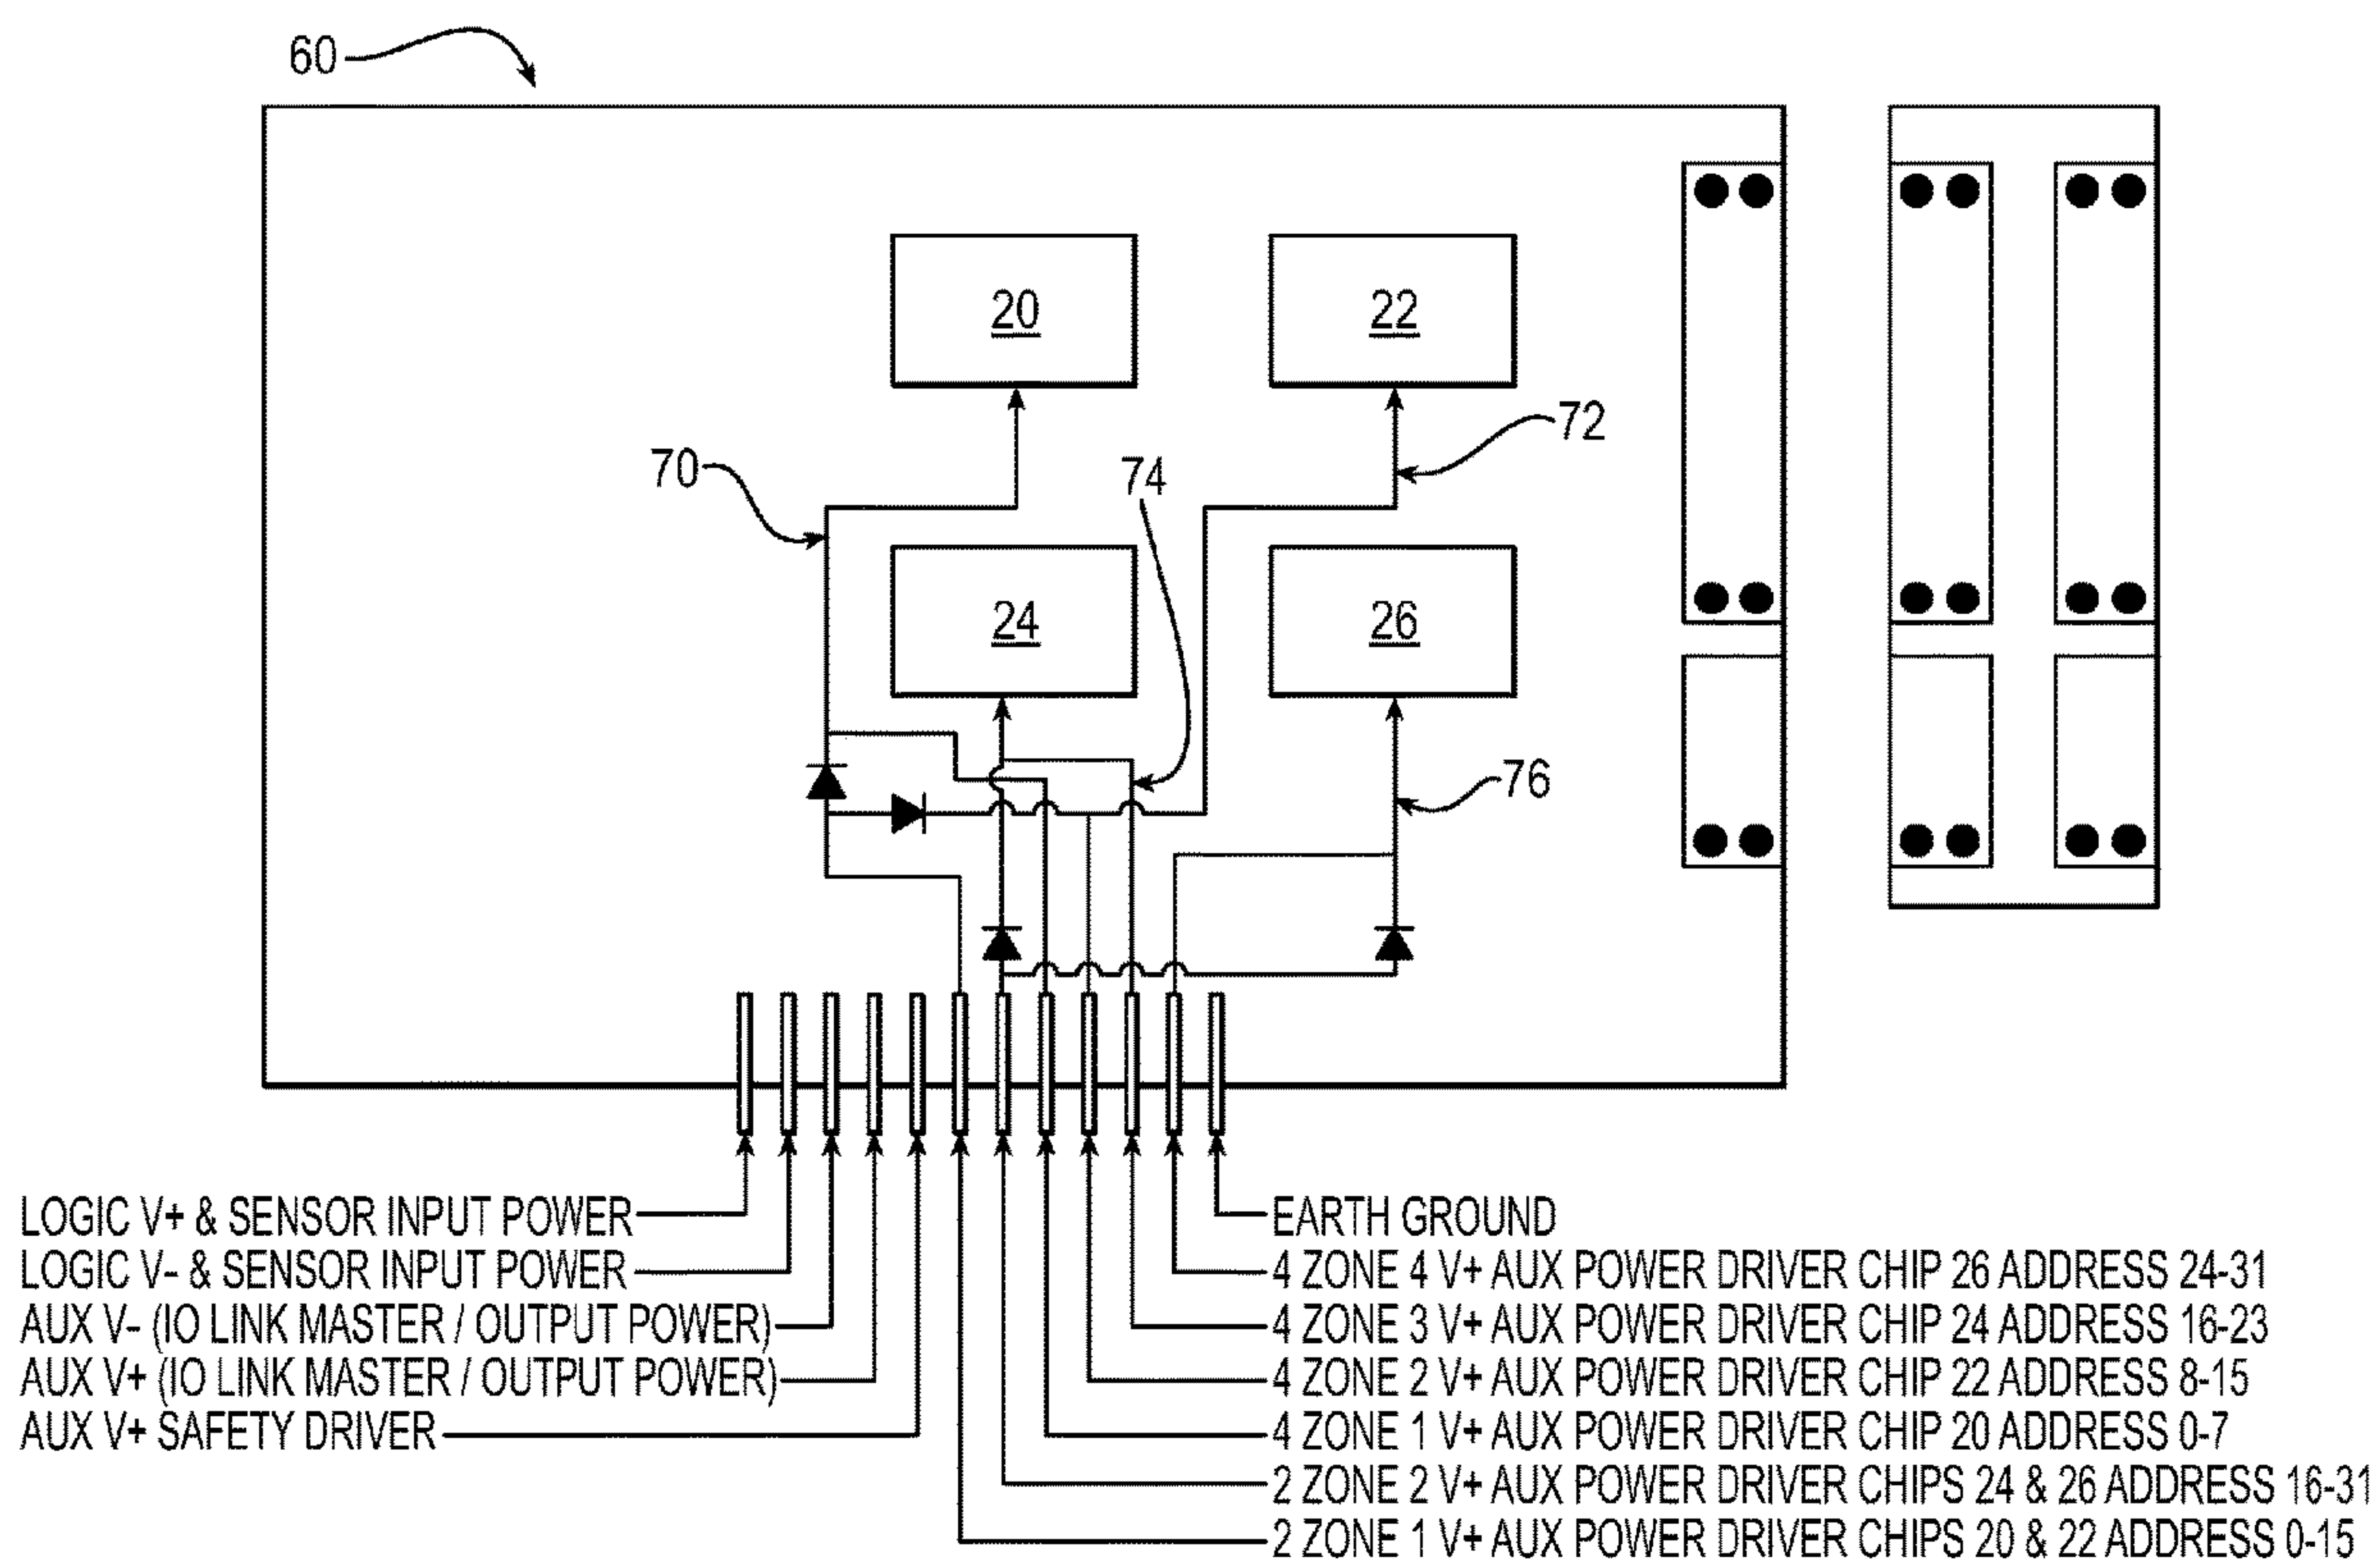 60
20
22
72
70
74
24
26
76
LOGIC V+ & SENSOR INPUT POWER
LOGIC V- & SENSOR INPUT POWER
AUX V- (IO LINK MASTER / OUTPUT POWER)
AUX V+ (IO LINK MASTER / OUTPUT POWER)
AUX V+ SAFETY DRIVER
EARTH GROUND
4 ZONE 4 V+ AUX POWER DRIVER CHIP 26 ADDRESS 24-31
4 ZONE 3 V+ AUX POWER DRIVER CHIP 24 ADDRESS 16-23
4 ZONE 2 V+ AUX POWER DRIVER CHIP 22 ADDRESS 8-15
4 ZONE 1 V+ AUX POWER DRIVER CHIP 20 ADDRESS 0-7
2 ZONE 2 V+ AUX POWER DRIVER CHIPS 24 & 26 ADDRESS 16-31
2 ZONE 1 V+ AUX POWER DRIVER CHIPS 20 & 22 ADDRESS 0-15